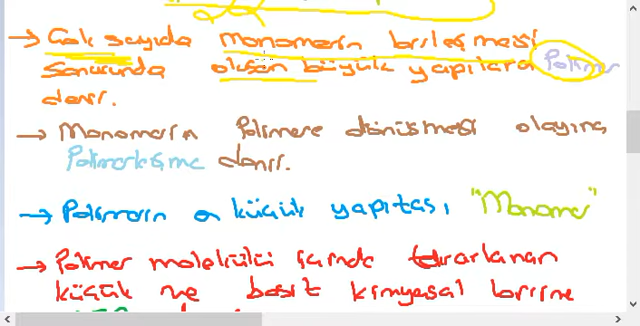 → Çok sayıda monomerin birleşmesi
sonucunda oluşan büyük yapılara Polimer
denir.
→ Monomerin Polimere dönüşmesi olayına
Polimerleşme denir.
→ Polimerin en küçük yapıtaşı, "Monomer"
→ Polimer molekülü içinde tekrarlanan
küçük ve basit kimyasal birime